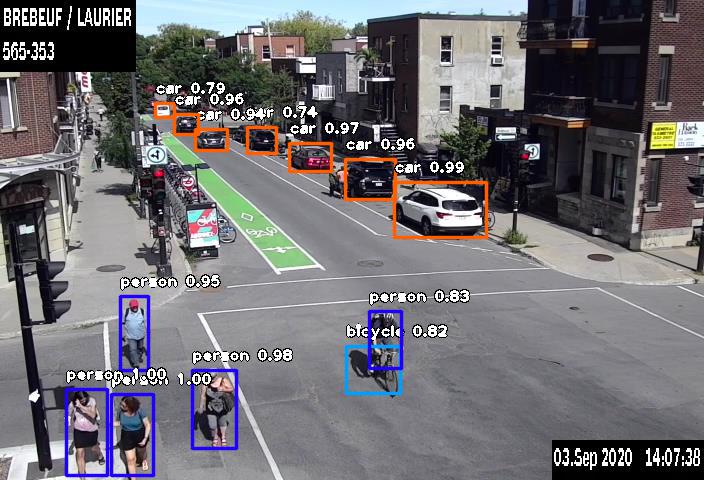 BREBEUF / LAURIER
565-353
car 0.79
car 0.96
car 0.94
car 0.74
car 0.97
car 0.96
car 0.99
person 0.95
person 0.83
bicycle 0.82
person 0.98
person 1.00
person 1.00
03.Sep 2020 14:07:38